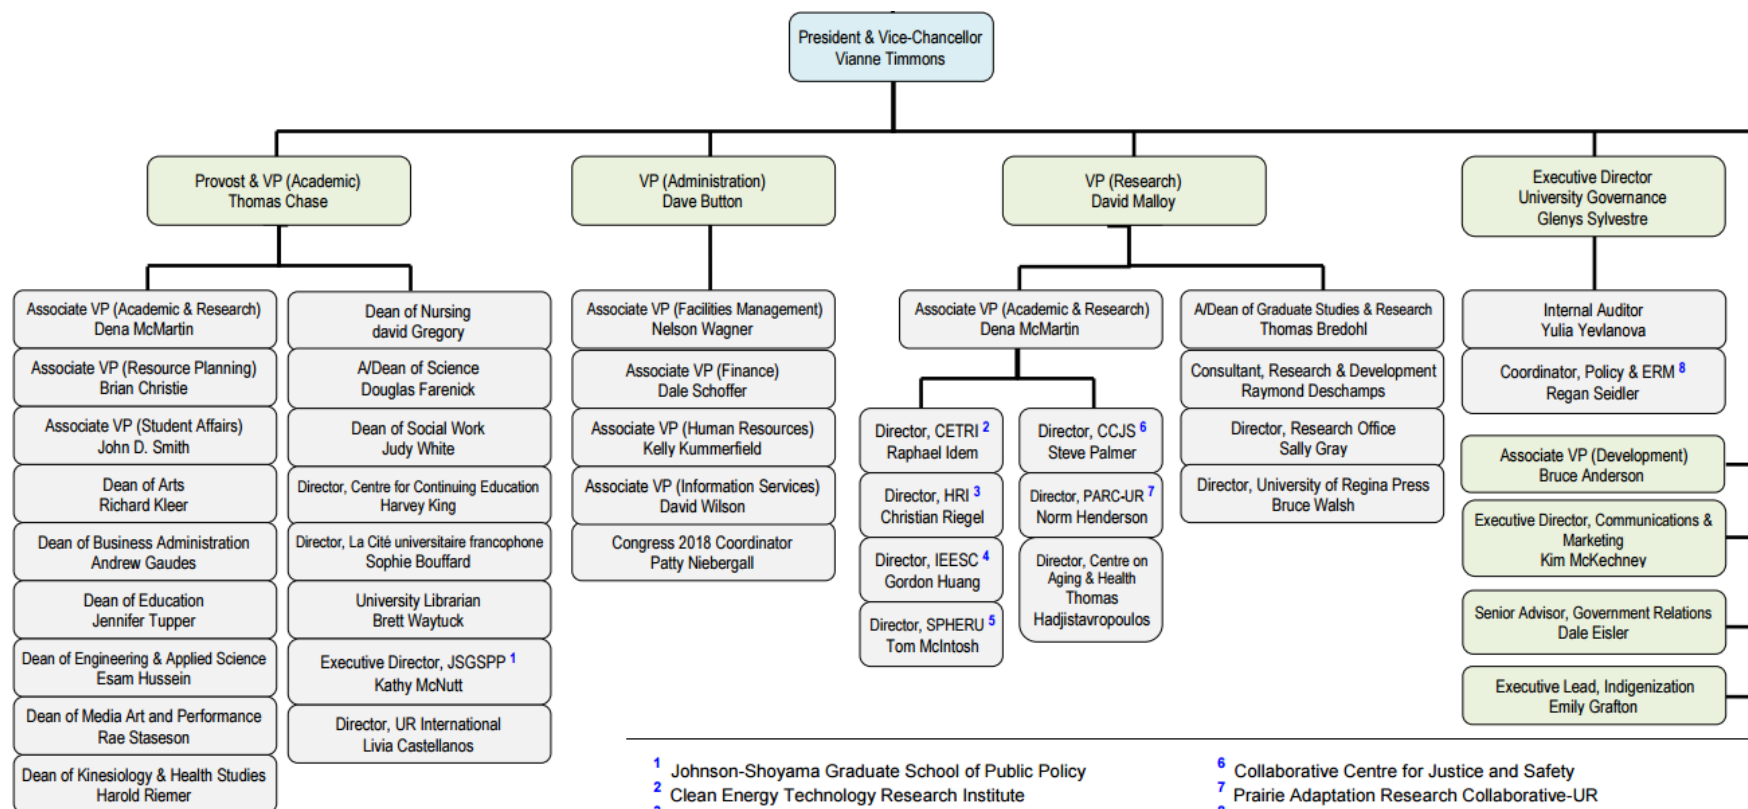 President & Vice-Chancellor
Vianne Timmons
Provost & VP (Academic)
Thomas Chase
VP (Administration)
Dave Button
VP (Research)
David Malloy
Executive Director
University Governance
Glenys Sylvestre
Associate VP (Academic & Research)
Dena McMartin
Associate VP (Resource Planning)
Brian Christie
Associate VP (Student Affairs)
John D. Smith
Dean of Arts
Richard Kleer
Dean of Business Administration
Andrew Gaudes
Dean of Education
Jennifer Tupper
Dean of Engineering & Applied Science
Esam Hussein
Dean of Media Art and Performance
Rae Staseson
Dean of Kinesiology & Health Studies
Harold Riemer
Dean of Nursing
david Gregory
A/Dean of Science
Douglas Farenick
Dean of Social Work
Judy White
Director, Centre for Continuing Education
Harvey King
Director, La Cité universitaire francophone
Sophie Bouffard
University Librarian
Brett Waytuck
Executive Director, JSGSPP 1
Kathy McNutt
Director, UR International
Livia Castellanos
Associate VP (Facilities Management)
Nelson Wagner
Associate VP (Finance)
Dale Schoffer
Associate VP (Human Resources)
Kelly Kummerfield
Associate VP (Information Services)
David Wilson
Congress 2018 Coordinator
Patty Niebergall
Associate VP (Academic & Research)
Dena McMartin
Director, CETRI 2
Raphael Idem
Director, HRI 3
Christian Riegel
Director, IEESC 4
Gordon Huang
Director, SPHERU 5
Tom McIntosh
Director, CCJS 6
Steve Palmer
Director, PARC-UR 7
Norm Henderson
Director, Centre on
Aging & Health
Thomas
Hadjistavropoulos
A/Dean of Graduate Studies & Research
Thomas Bredohl
Consultant, Research & Development
Raymond Deschamps
Director, Research Office
Sally Gray
Director, University of Regina Press
Bruce Walsh
Internal Auditor
Yulia Yevlanova
Coordinator, Policy & ERM 8
Regan Seidler
Associate VP (Development)
Bruce Anderson
Executive Director, Communications &
Marketing
Kim McKechney
Senior Advisor, Government Relations
Dale Eisler
Executive Lead, Indigenization
Emily Grafton
1 Johnson-Shoyama Graduate School of Public Policy
2 Clean Energy Technology Research Institute
6 Collaborative Centre for Justice and Safety
7 Prairie Adaptation Research Collaborative-UR